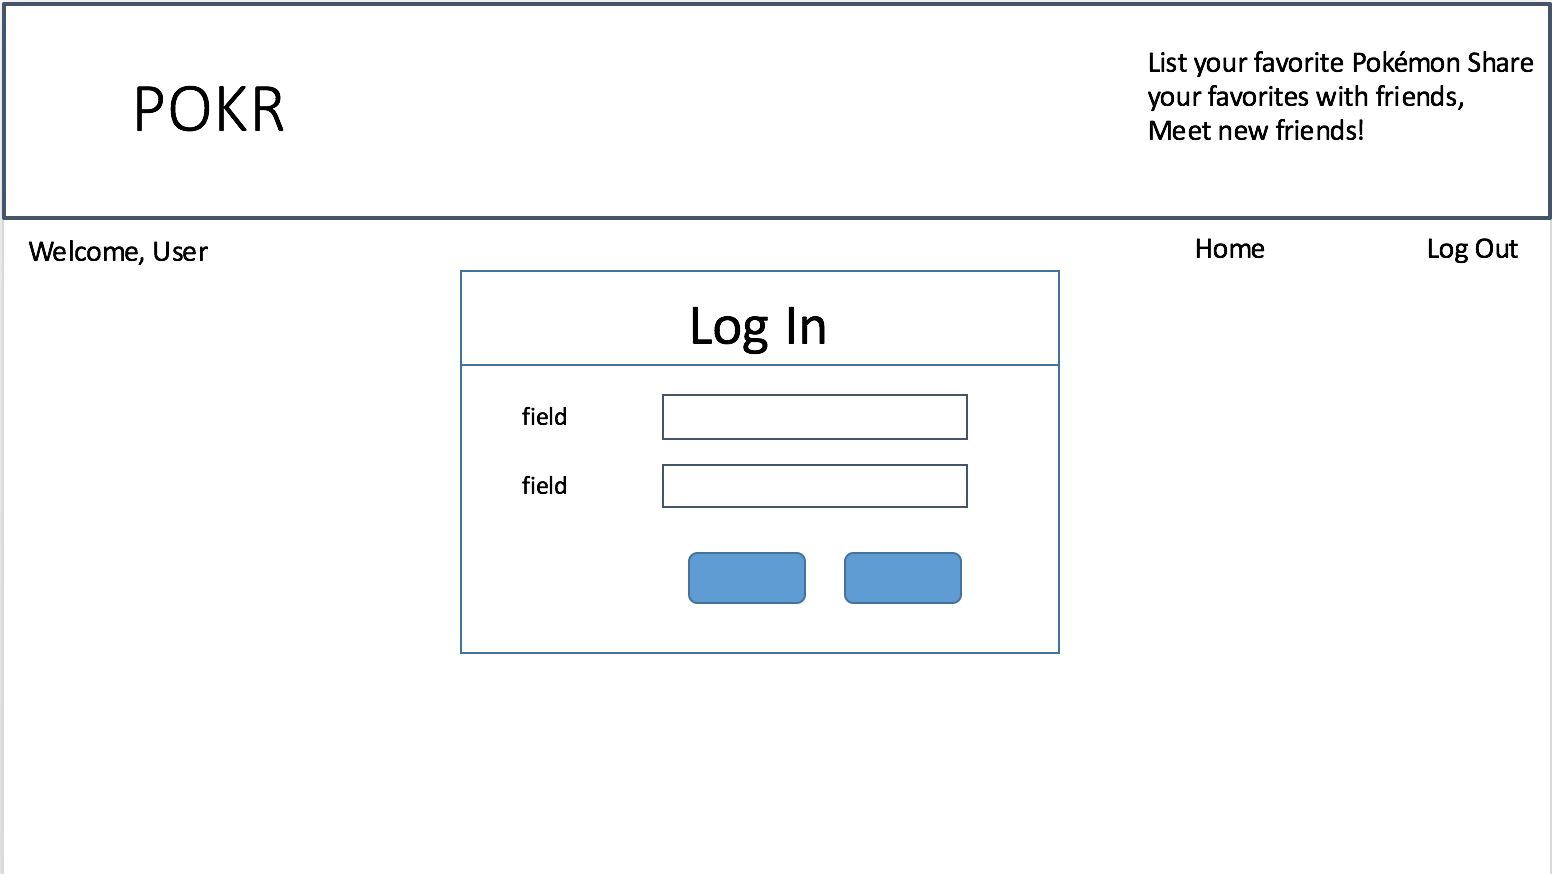 POKR
List your favorite Pokémon Share
your favorites with friends,
Meet new friends!
Welcome, User
Home
Log Out
Log In
field
field